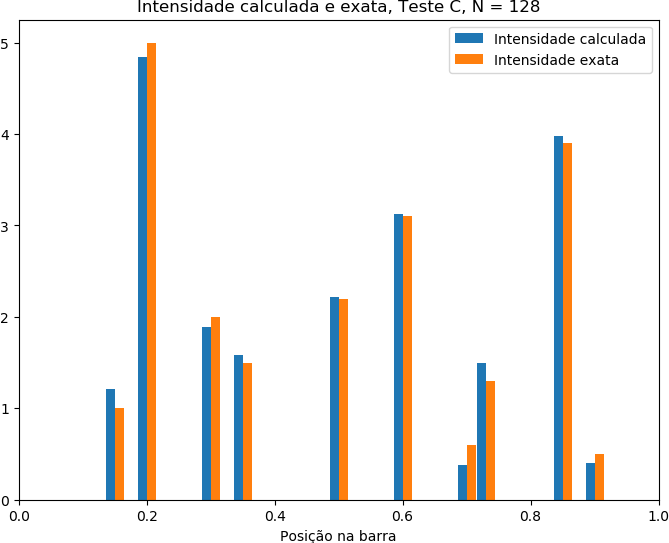 Intensidade calculada e exata, Teste C, N = 128
Intensidade calculada
Intensidade exata
5
4
3
2
1
0
0.0 0.2 0.4 0.6 0.8 1.0
Posição na barra